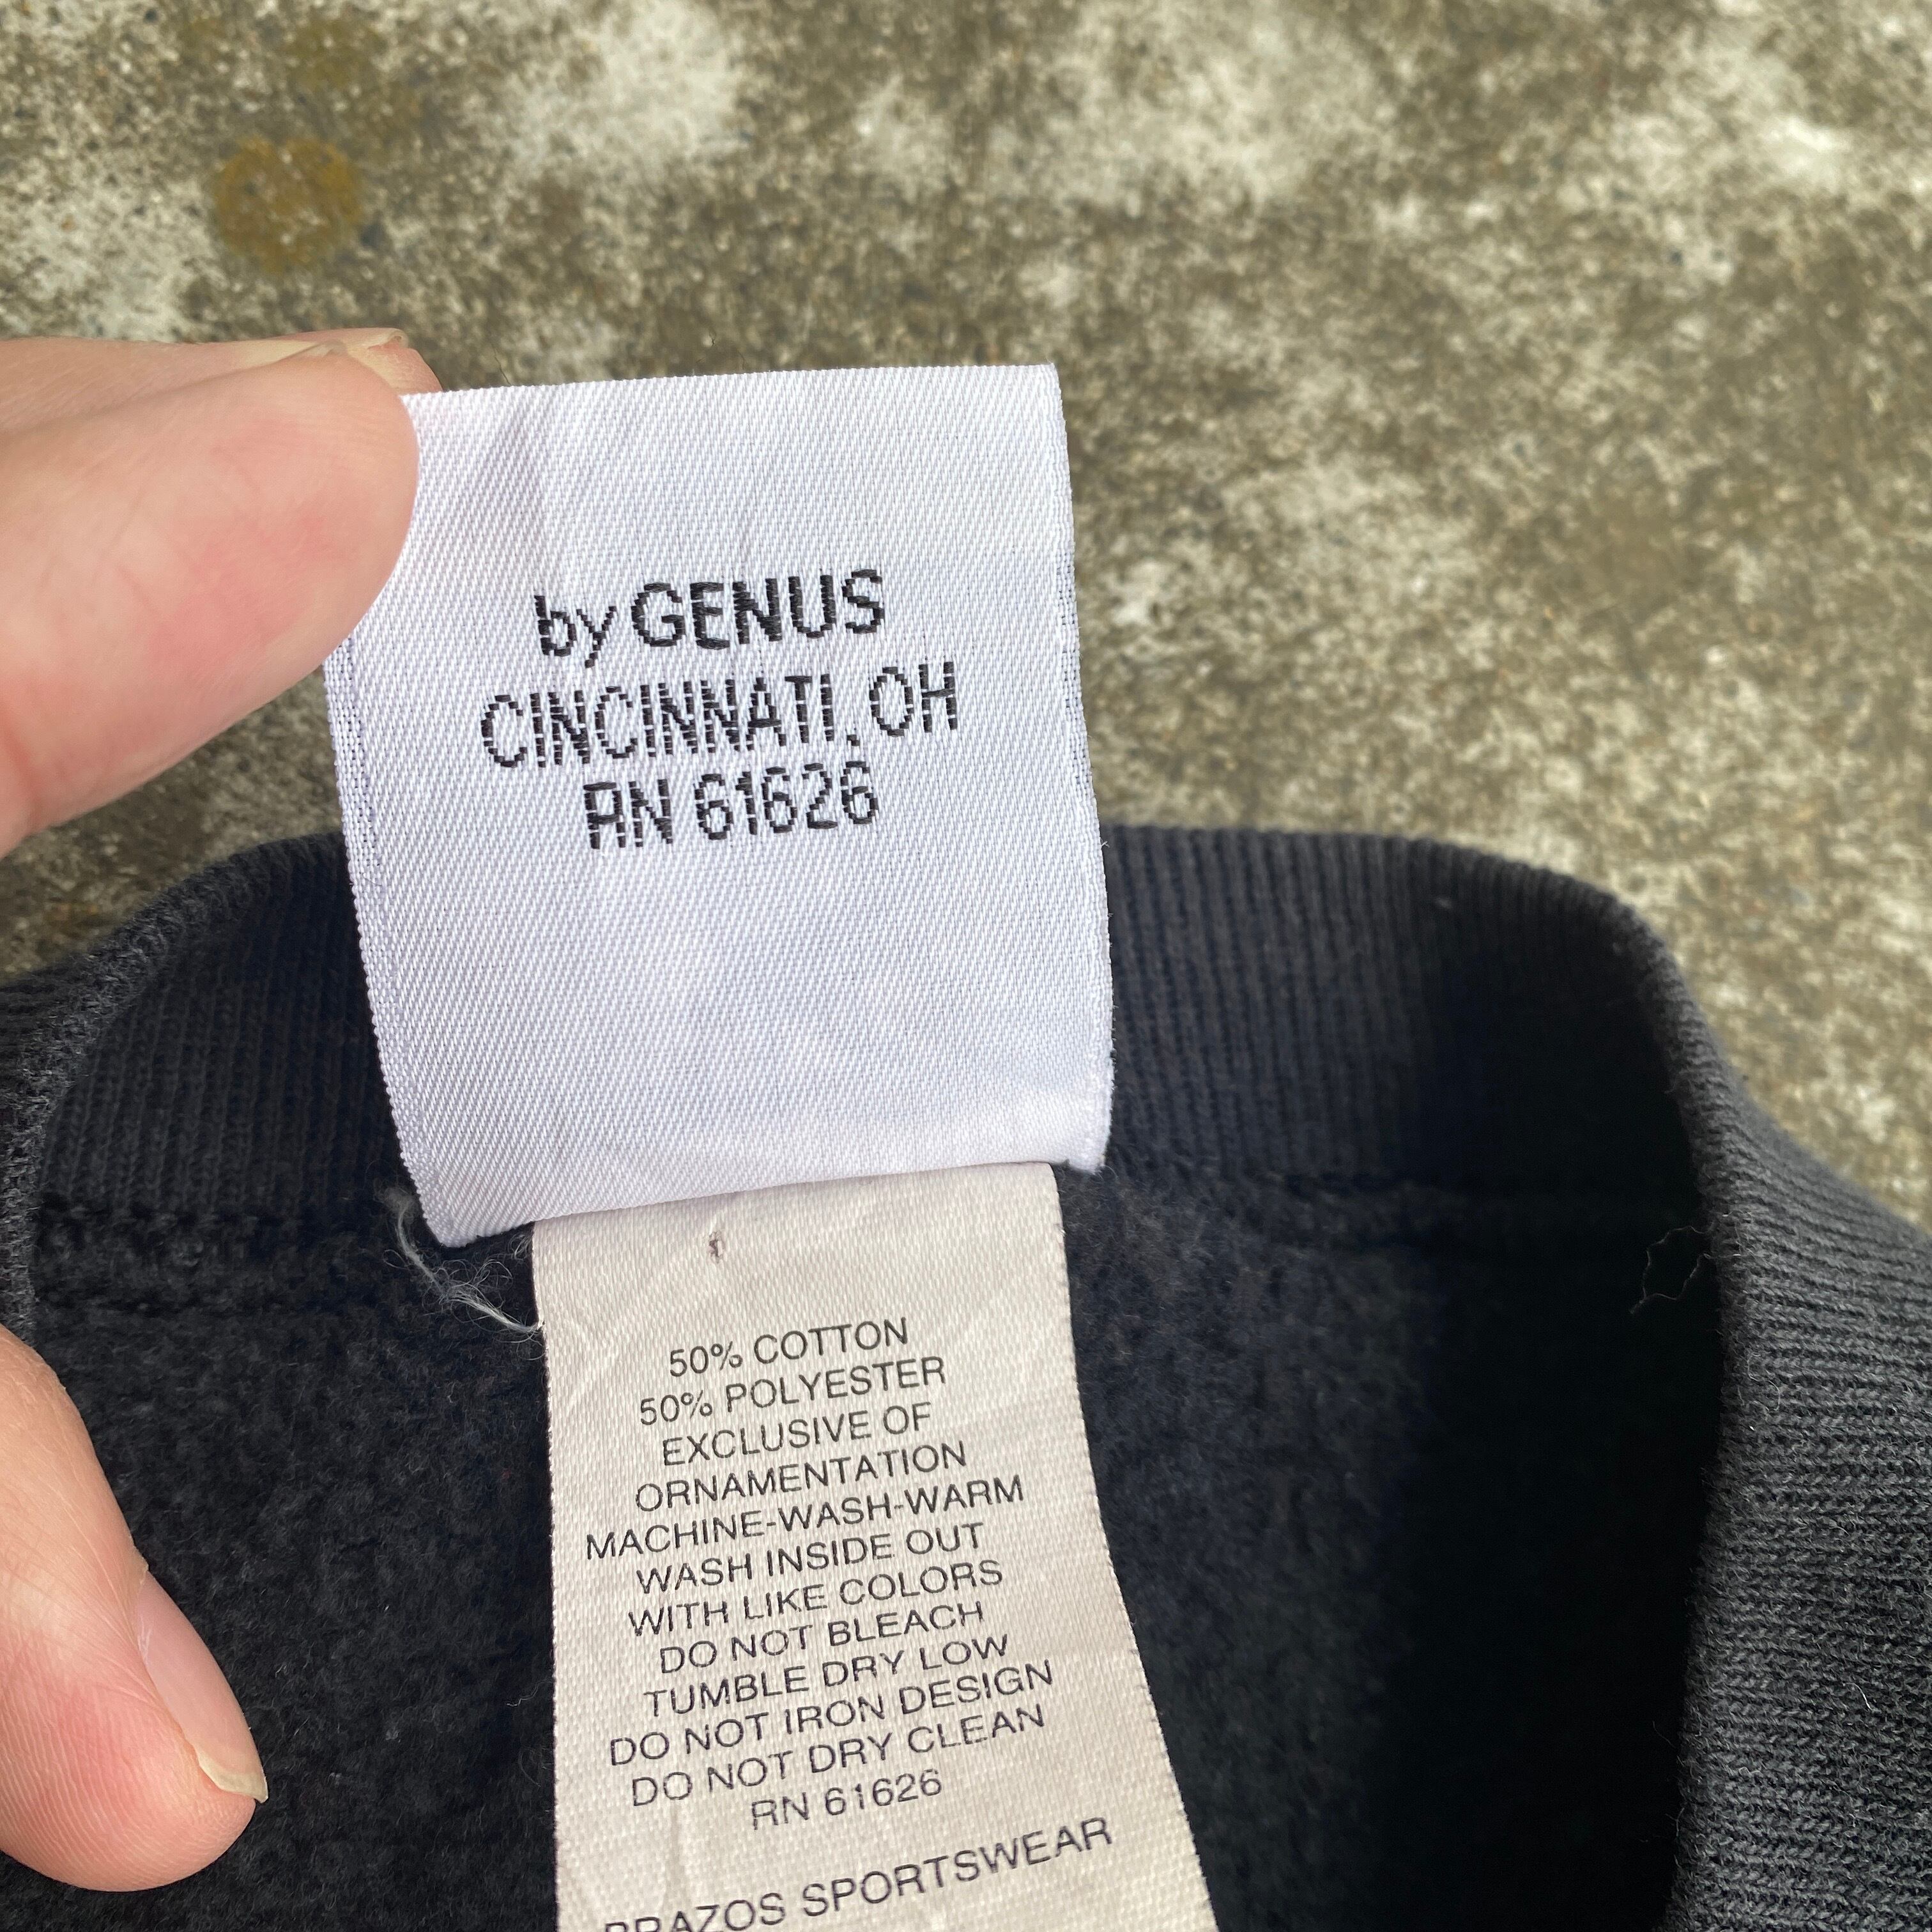 by GENUS
CINCINNATI, OH
RN 61626
50% COTTON
50% POLYESTER
EXCLUSIVE OF
ORNAMENTATION
MACHINE-WASH-WARM
WASH INSIDE OUT
WITH LIKE COLORS
DO NOT BLEACH
TUMBLE DRY LOW
DO NOT IRON DESIGN
DO NOT DRY CLEAN
RN 61626
BRAZOS SPORTSWEAR